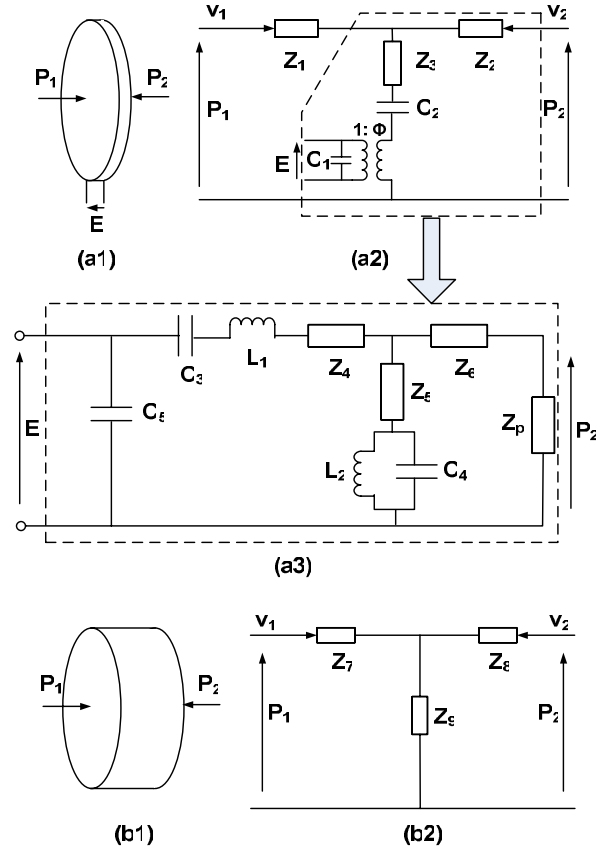 P1
P2
E
(a1)
v1
v2
Z1
Z2
Z3
C2
P1
P2
1: Φ
E
C1
(a2)
C3
L1
Z4
Z6
C5
Z5
E
Zp
P2
L2
C4
(a3)
P1
P2
(b1)
v1
v2
Z7
Z8
P1
Z9
P2
(b2)